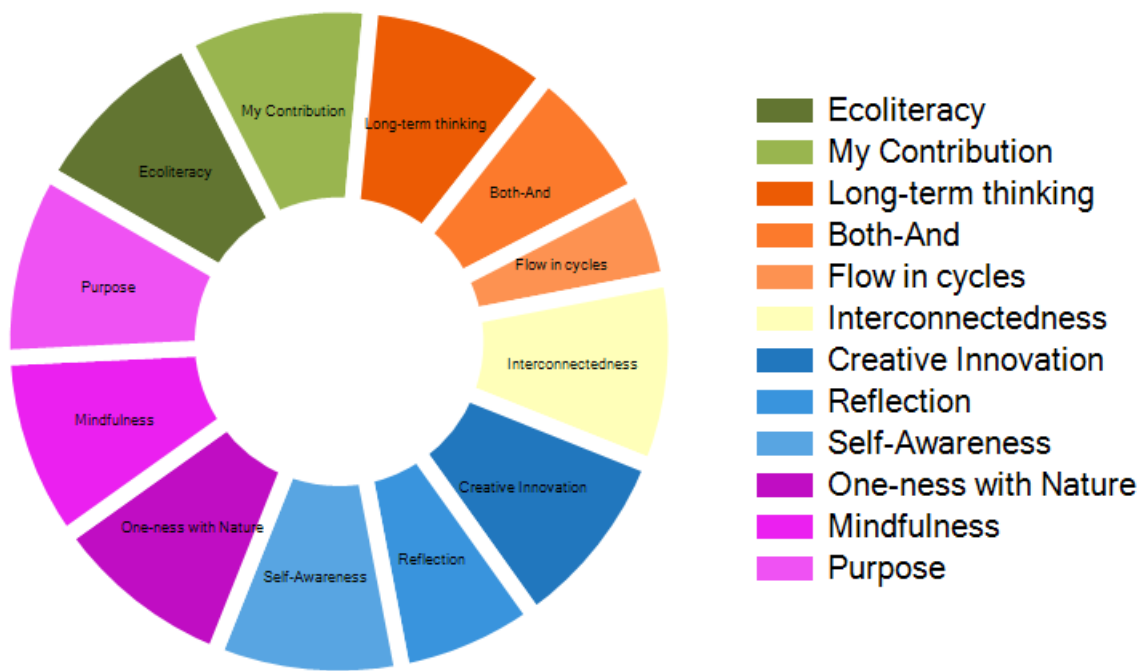 My Contribution
Long-term thinking
Ecoliteracy
Both-And
Flow in cycles
Purpose
Interconnectedness
Mindfulness
Creative Innovation
One-ness with Nature
Reflection
Self-Awareness
Ecoliteracy
My Contribution
Long-term thinking
Both-And
Flow in cycles
Interconnectedness
Creative Innovation
Reflection
Self-Awareness
One-ness with Nature
Mindfulness
Purpose